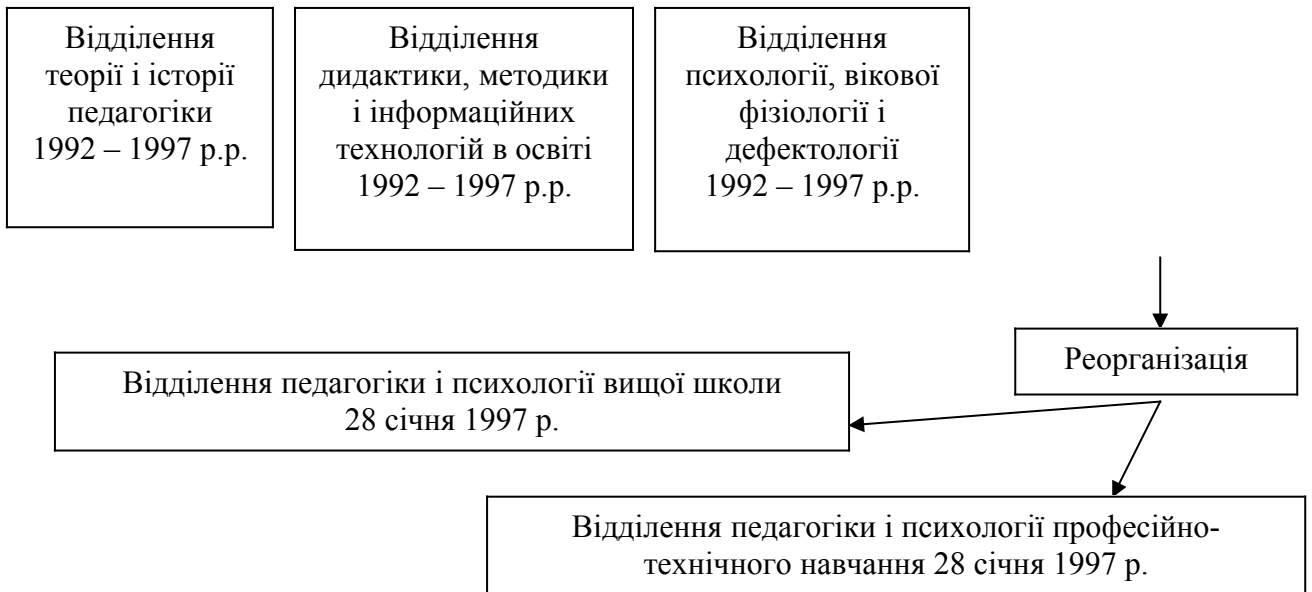 Відділення
теорії і історії
педагогіки
1992 – 1997 р.р.
Відділення
дидактики, методики
і інформаційних
технологій в освіті
1992 – 1997 р.р.
Відділення
психології, вікової
фізіології і
дефектології
1992 – 1997 р.р.
Реорганізація
Відділення педагогіки і психології вищої школи
28 січня 1997 р.
Відділення педагогіки і психології професійно-
технічного навчання 28 січня 1997 р.